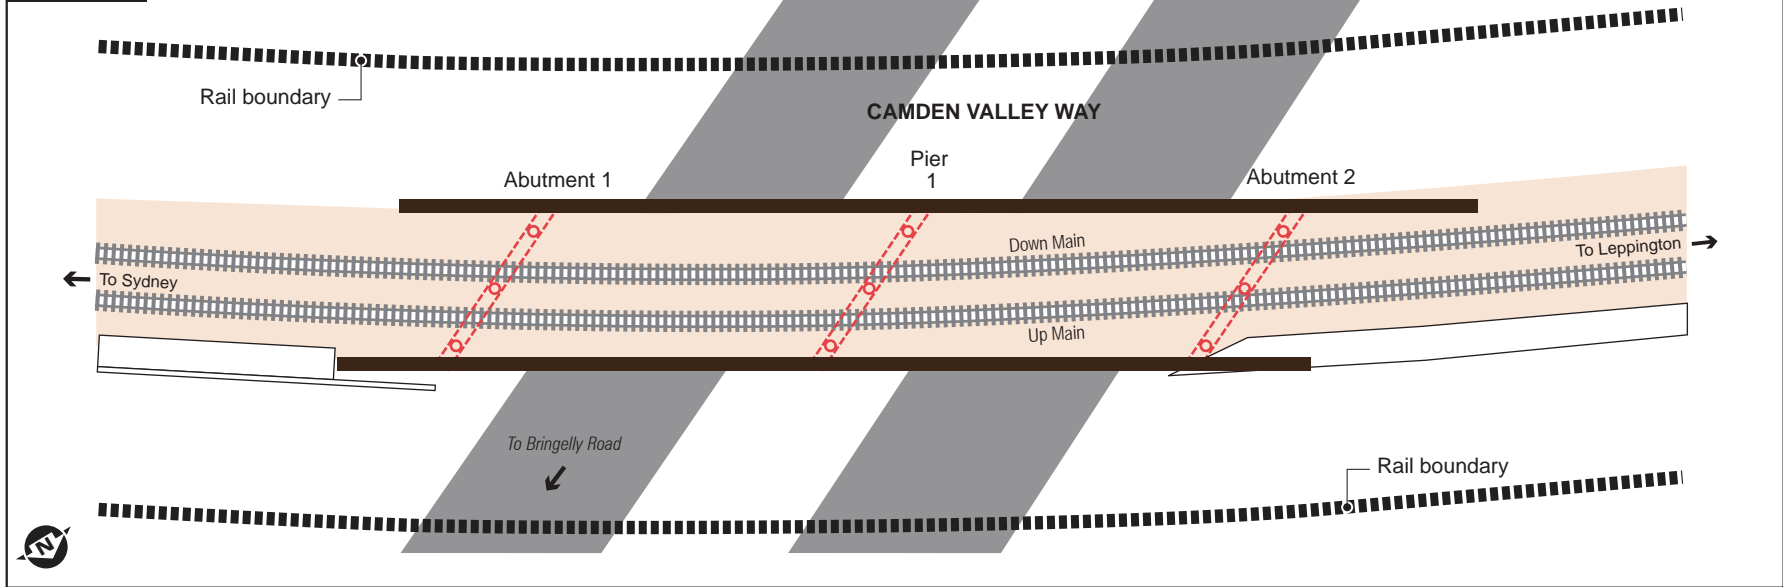 Rail boundary
CAMDEN VALLEY WAY
Abutment 1
Pier
1
Abutment 2
Down Main
To Leppington
To Sydney
Up Main
To Bringelly Road
Rail boundary
N